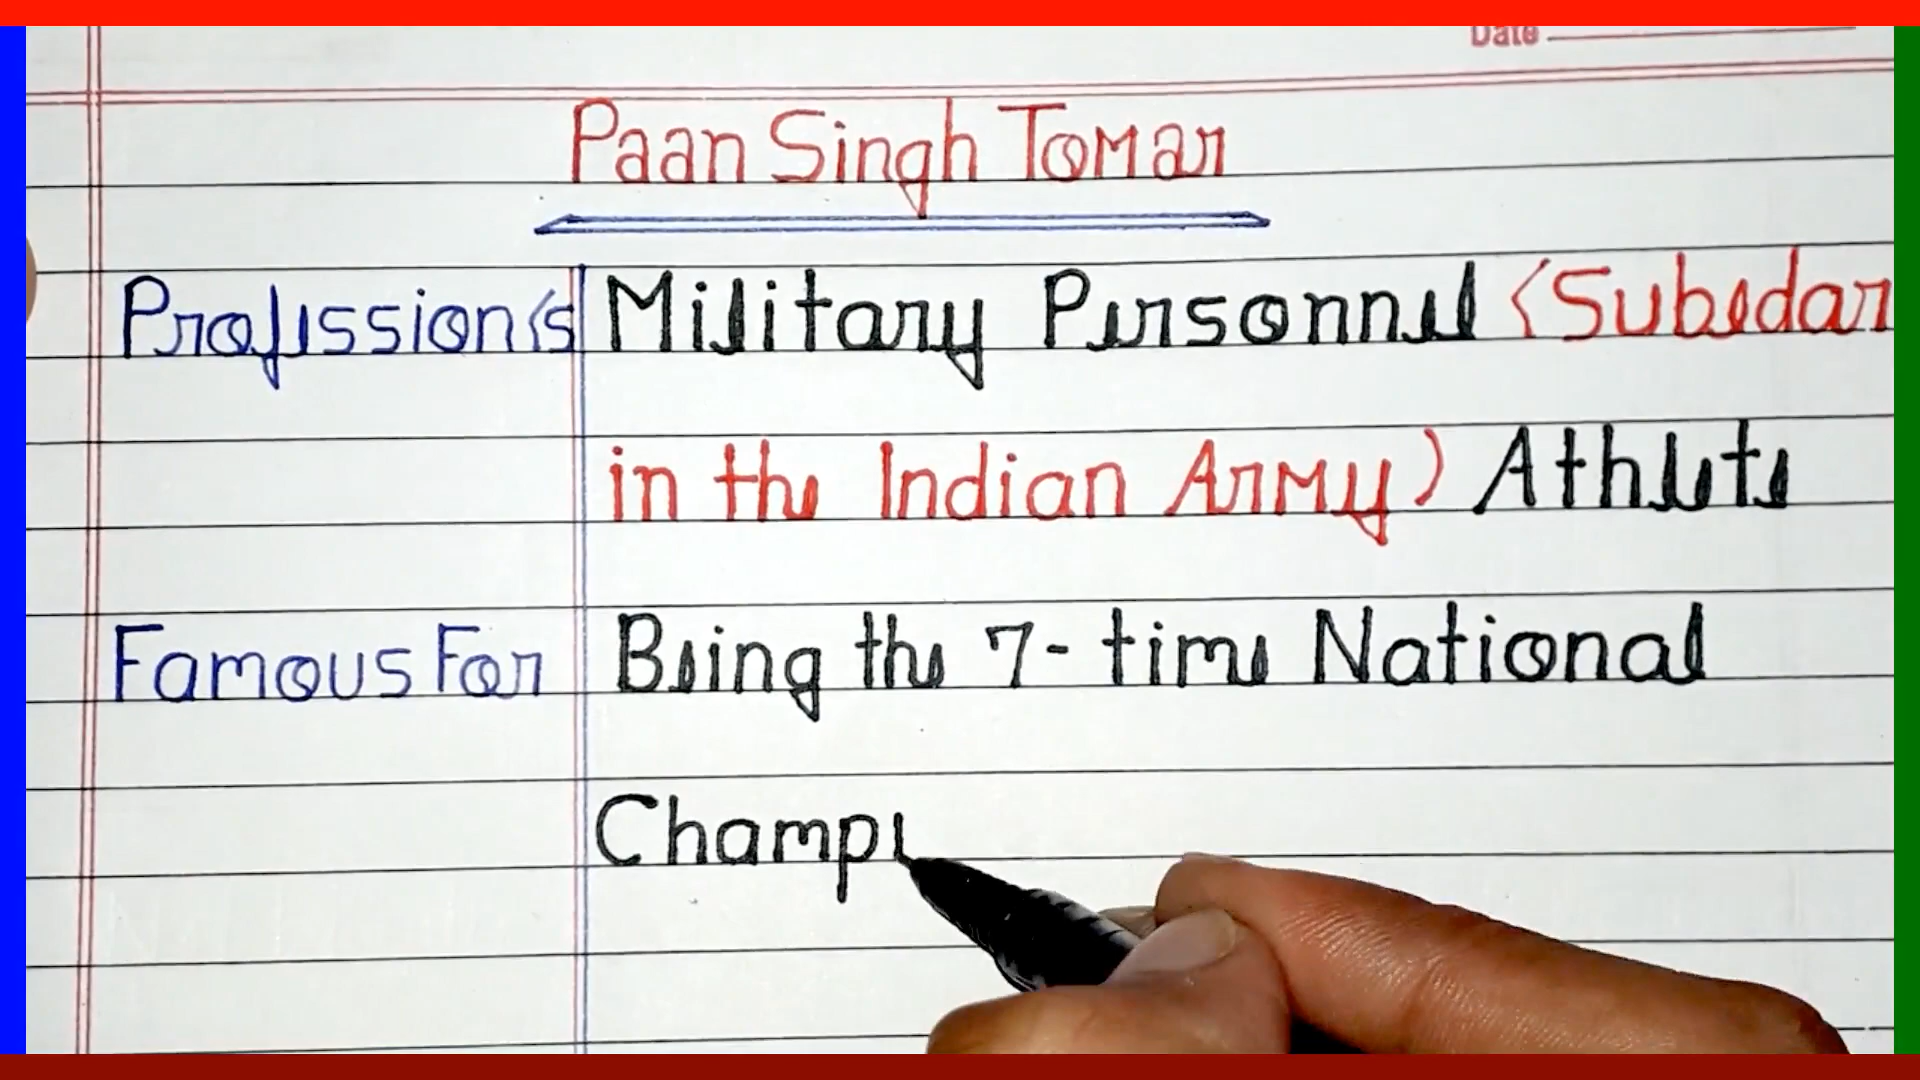 Date
Paan Singh Tomar
Profession(s Military Personnel (Subedar
in the Indian Army) Athlete
Famous For Being the 7-time National
Champi